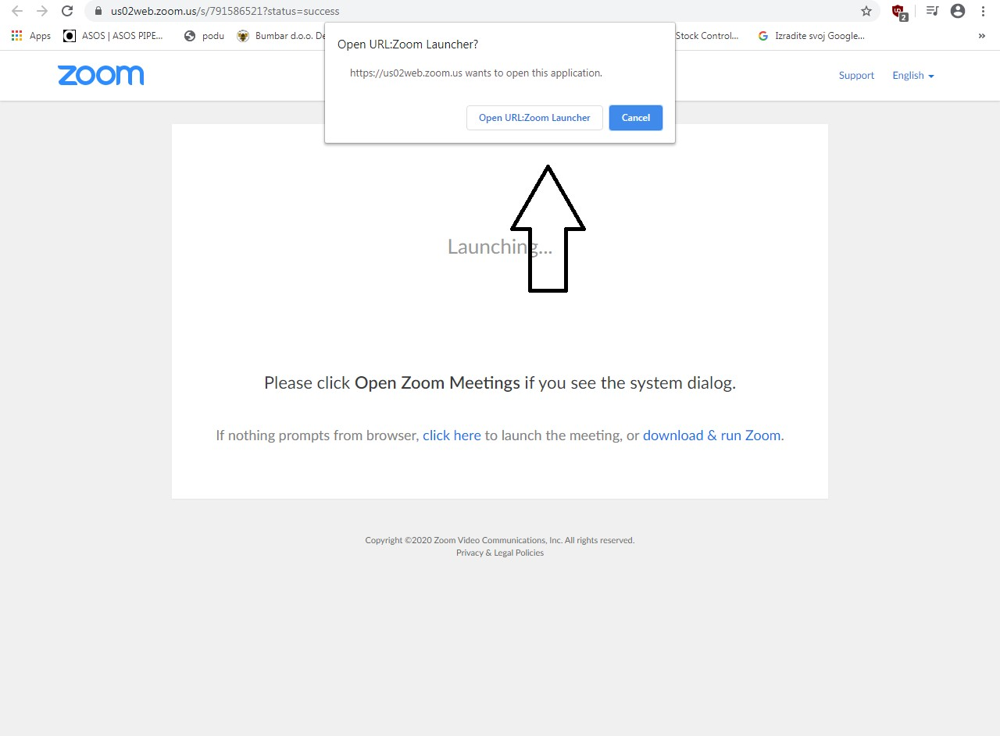 us02web.zoom.us/s/791586521?status=success
2
Apps ASOS | ASOS PIPE... podu Bumbar d.o.o. De Stock Control... Izradite svoj Google... »
Open URL:Zoom Launcher?
https://us02web.zoom.us wants to open this application.
Open URL:Zoom Launcher Cancel
zoom Support English
Launching...
Please click Open Zoom Meetings if you see the system dialog.
If nothing prompts from browser, click here to launch the meeting, or download & run Zoom.
Copyright ©2020 Zoom Video Communications, Inc. All rights reserved.
Privacy & Legal Policies